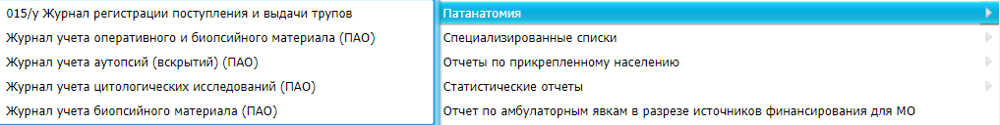 015/у Журнал регистрации поступления и выдачи трупов
Журнал учета оперативного и биопсийного материала (ПАО)
Журнал учета аутопсий (вскрытий) (ПАО)
Журнал учета цитологических исследований (ПАО)
Журнал учета биопсийного материала (ПАО)
Патанатомия
Специализированные списки
Отчеты по прикрепленному населению
Статистические отчеты
Отчет по амбулаторным явкам в разрезе источников финансирования для МО